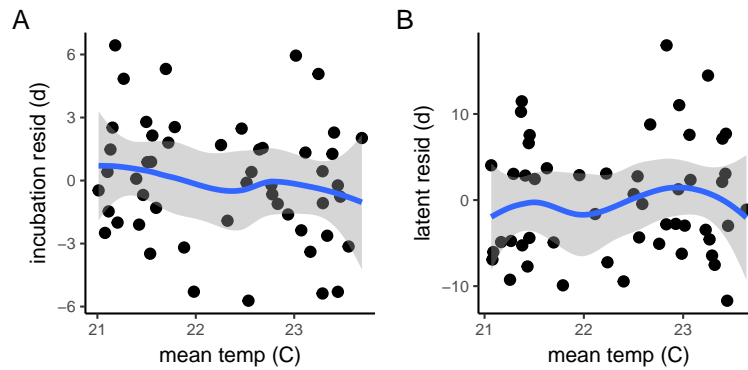 A
incubation resid (d)
6
3
0
−3
−6
21
22
23
mean temp (C)
B
latent resid (d)
10
0
−10
21
22
23
mean temp (C)